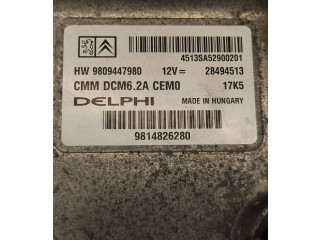 4513SA52900201
HW 9809447980 12V= 28494513
CMM DCM6.2A CEM0 17K5
DELPHI MADE IN HUNGARY
9814826280